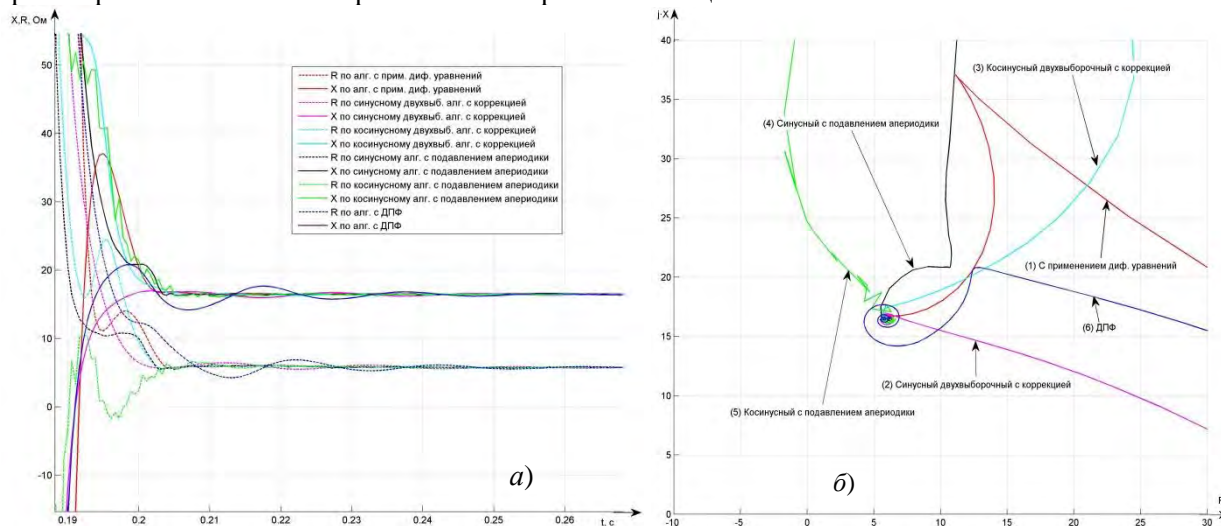 X,R, Ом
50
40
30
20
10
0
-10
0.19
0.2
0.21
0.22
0.23
0.24
0.25
0.26
t, c
R по алг. с прим. диф. уравнений
X по алг. с прим. диф. уравнений
R по синусному двухвыб. алг. с коррекцией
X по синусному двухвыб. алг. с коррекцией
R по косинусному двухвыб. алг. с коррекцией
X по косинусному двухвыб. алг. с коррекцией
R по синусному алг. с подавлением апериодики
X по синусному алг. с подавлением апериодики
R по косинусному алг. с подавлением апериодики
X по косинусному алг. с подавлением апериодики
R по алг. с ДПФ
X по алг. с ДПФ
а)
j·X
40
35
30
25
20
15
10
5
0
-10
-5
0
5
10
15
20
25
30
(3) Косинусный двухвыборочный с коррекцией
(4) Синусный с подавлением апериодики
(1) С применением диф. уравнений
(6) ДПФ
(2) Синусный двухвыборочный с коррекцией
(5) Косинусный с подавлением апериодики
б)